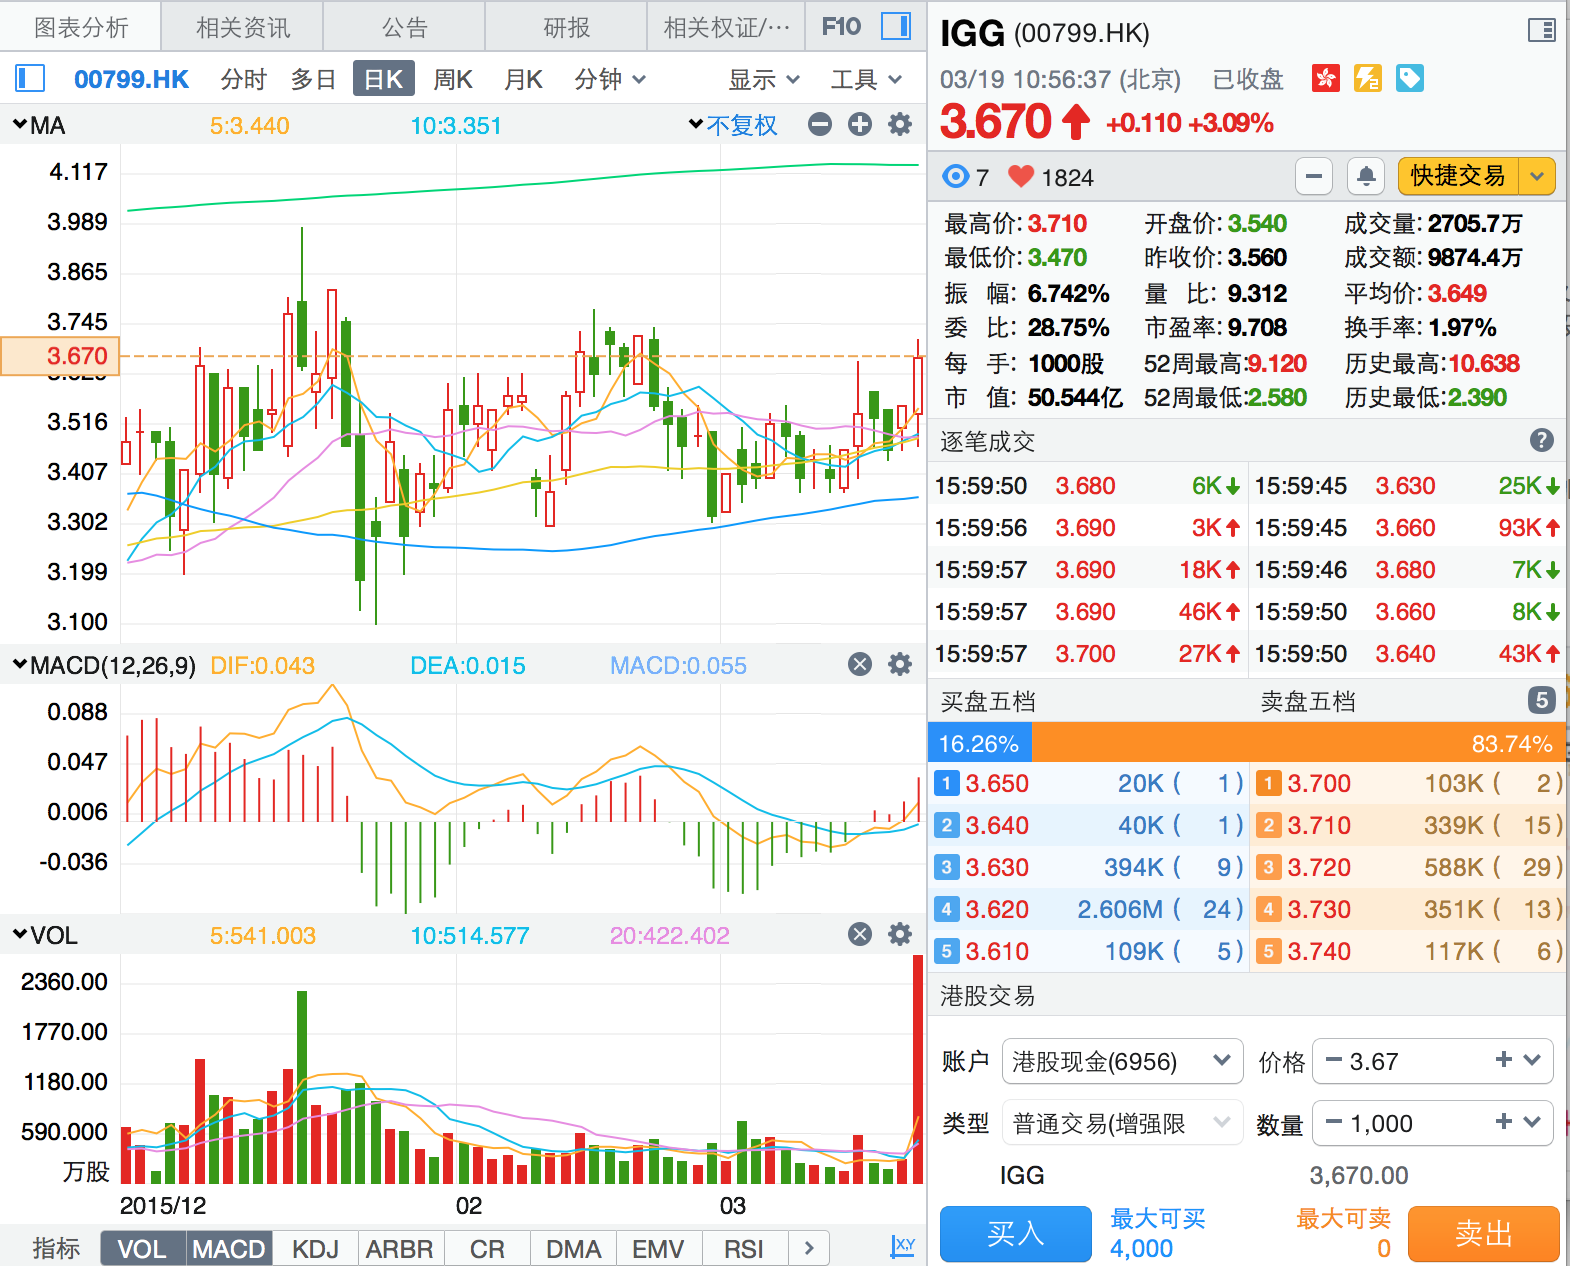 图表分析 相关资讯 公告 研报 相关权证/··· F10
00799.HK 分时 多日 日K 周K 月K 分钟 显示 工具
MA 5:3.440 10:3.351 不复权
4.117
3.989
3.865
3.745
3.670
3.516
3.407
3.302
3.199
3.100
MACD(12,26,9) DIF:0.043 DEA:0.015 MACD:0.055
0.088
0.047
0.006
-0.036
VOL 5:541.003 10:514.577 20:422.402
2360.00
1770.00
1180.00
590.000
万股
2015/12 02 03
指标 VOL MACD KDJ ARBR CR DMA EMV RSI X,Y
IGG (00799.HK)
03/19 10:56:37 (北京) 已收盘
3.670 +0.110 +3.09%
7 1824 快捷交易
最高价: 3.710 开盘价: 3.540 成交量: 2705.7万
最低价: 3.470 昨收价: 3.560 成交额: 9874.4万
振 幅: 6.742% 量 比: 9.312 平均价: 3.649
委 比: 28.75% 市盈率: 9.708 换手率: 1.97%
每 手: 1000股 52周最高:9.120 历史最高:10.638
市 值: 50.544亿 52周最低:2.580 历史最低:2.390
逐笔成交 ?
15:59:50 3.680 6K 15:59:45 3.630 25K
15:59:56 3.690 3K 15:59:45 3.660 93K
15:59:57 3.690 18K 15:59:46 3.680 7K
15:59:57 3.690 46K 15:59:50 3.660 8K
15:59:57 3.700 27K 15:59:50 3.640 43K
买盘五档 卖盘五档 5
16.26% 83.74%
1 3.650 20K ( 1) 1 3.700 103K ( 2)
2 3.640 40K ( 1) 2 3.710 339K ( 15)
3 3.630 394K ( 9) 3 3.720 588K ( 29)
4 3.620 2.606M ( 24) 4 3.730 351K ( 13)
5 3.610 109K ( 5) 5 3.740 117K ( 6)
港股交易
账户 港股现金(6956) 价格 3.67
类型 普通交易(增强限 数量 1,000
IGG 3,670.00
买入 最大可买 4,000 最大可卖 0 卖出